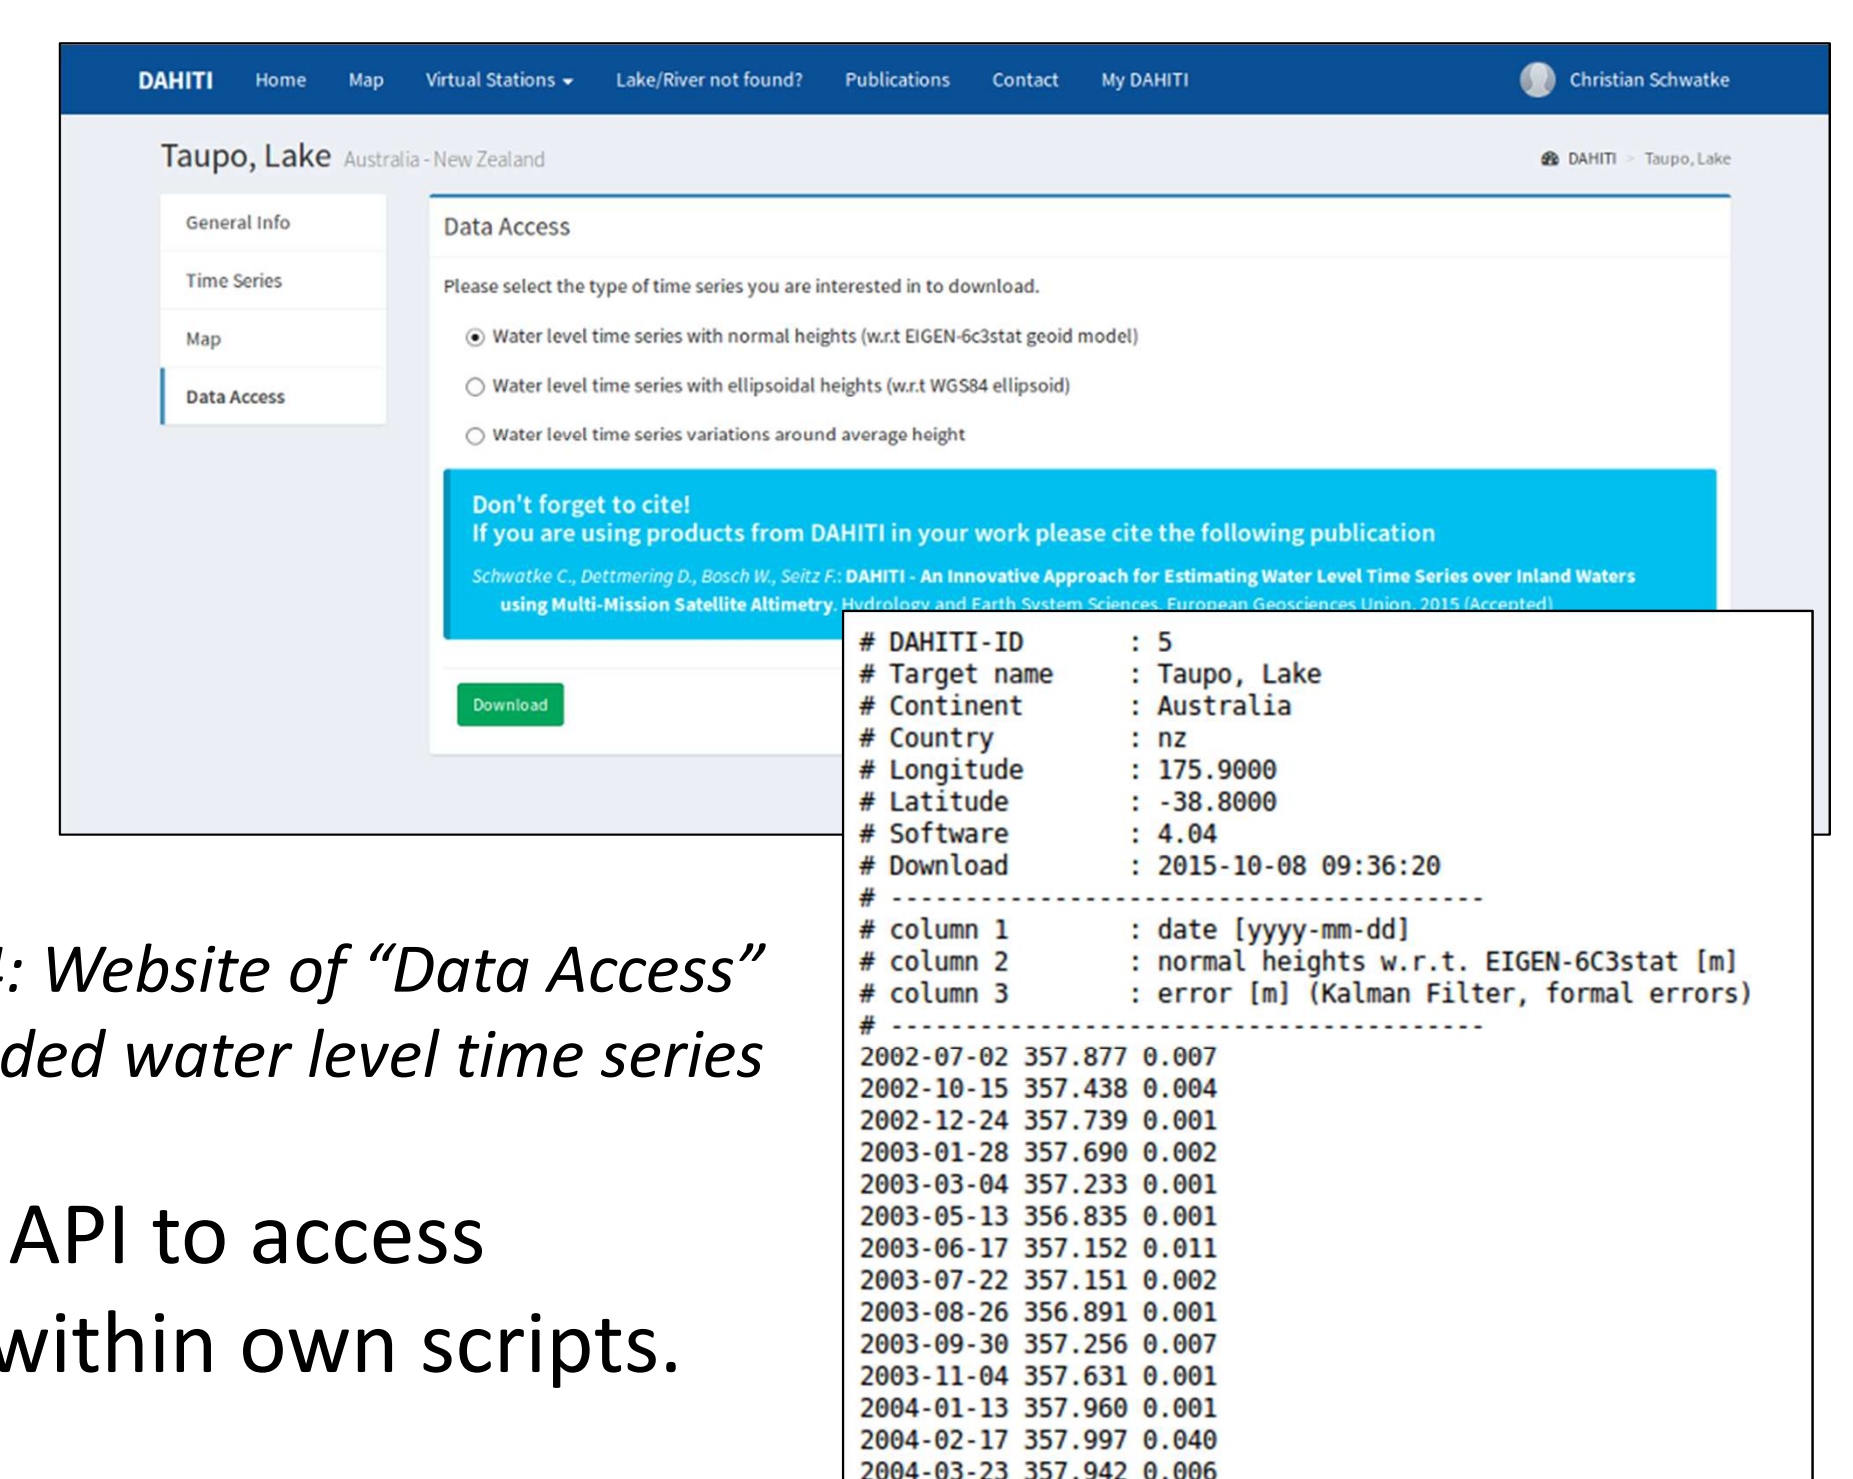 DAHITI Home Map Virtual Stations Lake/River not found? Publications Contact My DAHITI Christian Schwatke
Taupo, Lake Australia - New Zealand
DAHITI > Taupo, Lake
General Info
Time Series
Map
Data Access
Data Access
Please select the type of time series you are interested in to download.
Water level time series with normal heights (w.r.t EIGEN-6c3stat geoid model)
Water level time series with ellipsoidal heights (w.r.t WGS84 ellipsoid)
Water level time series variations around average height
Don't forget to cite!
If you are using products from DAHITI in your work please cite the following publication
Schwatke C., Dettmering D., Bosch W., Seitz F.: DAHITI - An Innovative Approach for Estimating Water Level Time Series over Inland Waters
using Multi-Mission Satellite Altimetry. Hydrology and Earth System Sciences, European Geosciences Union, 2015 (Accepted)
Download
# DAHITI-ID : 5
# Target name : Taupo, Lake
# Continent : Australia
# Country : nz
# Longitude : 175.9000
# Latitude : -38.8000
# Software : 4.04
# Download : 2015-10-08 09:36:20
# ----------------------------------------
# column 1 : date [yyyy-mm-dd]
# column 2 : normal heights w.r.t. EIGEN-6C3stat [m]
# column 3 : error [m] (Kalman Filter, formal errors)
# ----------------------------------------
2002-07-02 357.877 0.007
2002-10-15 357.438 0.004
2002-12-24 357.739 0.001
2003-01-28 357.690 0.002
2003-03-04 357.233 0.001
2003-05-13 356.835 0.001
2003-06-17 357.152 0.011
2003-07-22 357.151 0.002
2003-08-26 356.891 0.001
2003-09-30 357.256 0.007
2003-11-04 357.631 0.001
2004-01-13 357.960 0.001
2004-02-17 357.997 0.040
2004-03-23 357.942 0.006
4: Website of “Data Access”
ded water level time series
API to access
within own scripts.